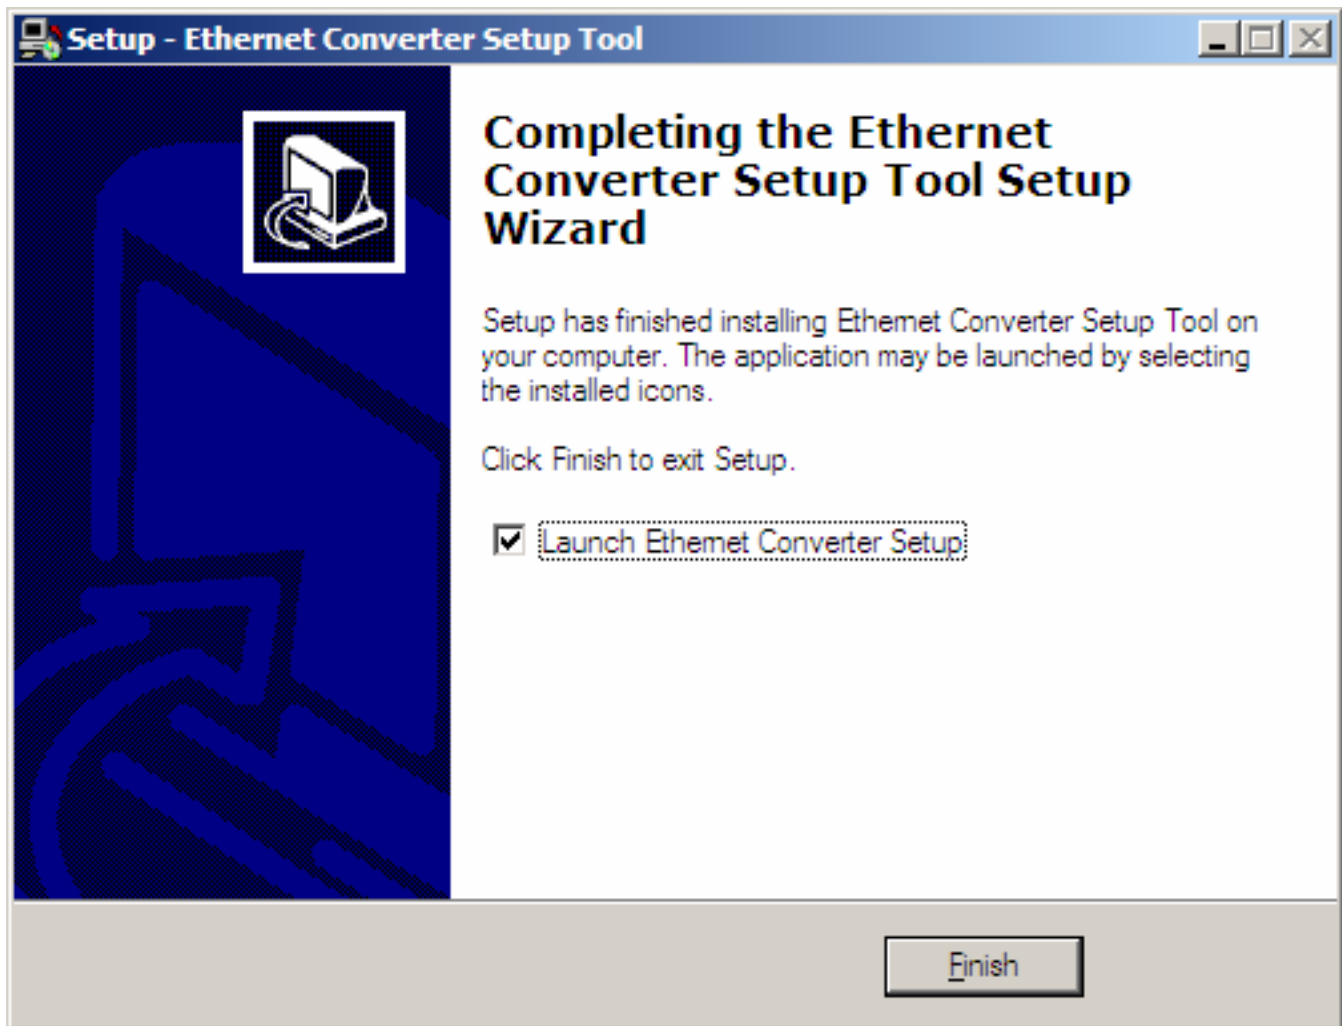 Setup - Ethernet Converter Setup Tool
Completing the Ethernet
Converter Setup Tool Setup
Wizard
Setup has finished installing Ethernet Converter Setup Tool on
your computer. The application may be launched by selecting
the installed icons.
Click Finish to exit Setup.
Launch Ethernet Converter Setup
Finish